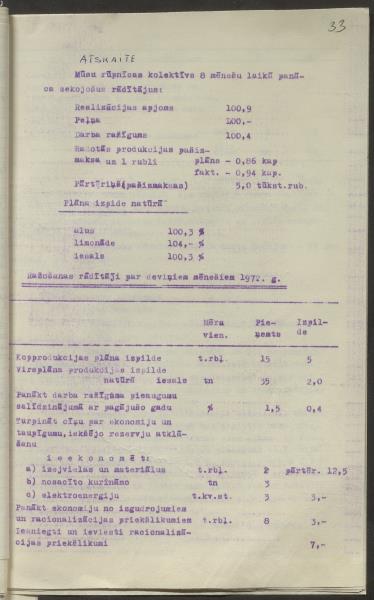 33
ATSKAITE
Mūsu rūpnīcas kolektīvs 8 mēnešu laikā panā-
ca sekojošus rādītājus:
Realizācijas apjoms 100,9
Peļņa 100,-
Darba ražīgums 100,4
Ražotās produkcijas pašiz-
maksa uz 1 rubli plāns - 0,86 kap
fakt. - 0,94 kap.
Pārtēriņš(pašizmaksas) 5,0 tūkst.rub.
Plāna izpilde natūrā
alus 100,3 %
limonāde 104,- %
iesals 100,3 %
Ražošanas rādītāji par deviņiem mēnešiem 1972. g.
Mēra Pie- Izpil-
vien. ņemts de
Kopprodukcijas plāna izpilde t.rbļ. 15 5
Virsplāna produkcijas izpilde
natūrā iesals tn 35 2,0
Panākt darba ražīguma pieaugumu
salīdzinājumā ar pagājušo gadu % 1,5 0,4
Turpināt cīņu par ekonomiju un
taupīgumu, iekšējo rezervju atklā-
šanu
ieekonomēt:
a) izejvielas un materiālus t.rbļ. 2 pārtēr. 12,5
b) nosacīto kurināmo tn 3
c) elektroenerģiju t.kv.st. 3 3,-
Panākt ekonomiju no izgudrojumiem
un racionalizācijas priekšlikumiem t.rbļ. 8 3,-
Iesniegti un ieviesti racionalizā-
cijas priekšlikumi 7,-